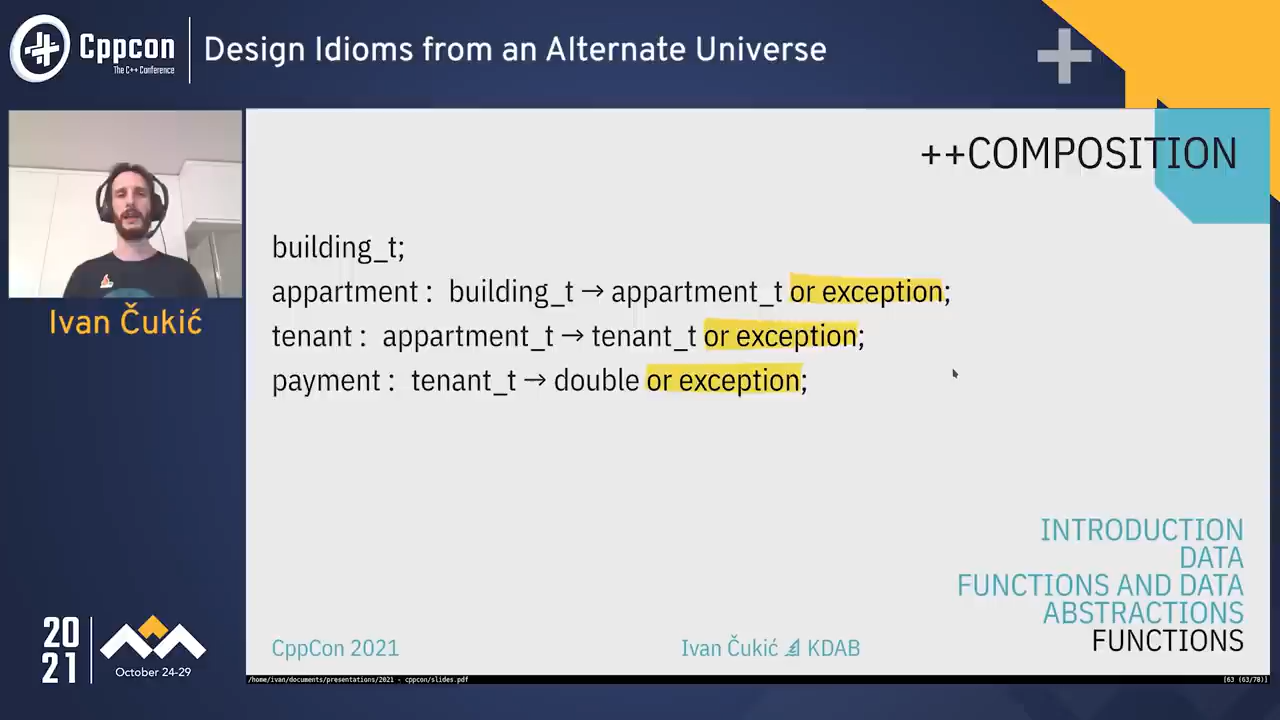 Cppcon
The C++ Conference
Design Idioms from an Alternate Universe
Ivan Čukić
++COMPOSITION
building_t;
appartment : building_t → appartment_t or exception;
tenant : appartment_t → tenant_t or exception;
payment : tenant_t → double or exception;
INTRODUCTION
DATA
FUNCTIONS AND DATA
ABSTRACTIONS
FUNCTIONS
CppCon 2021
Ivan Čukić KDAB
20
21
October 24-29
/home/ivan/documents/presentations/2021 - cppcon/slides.pdf
[63 (63/78)]